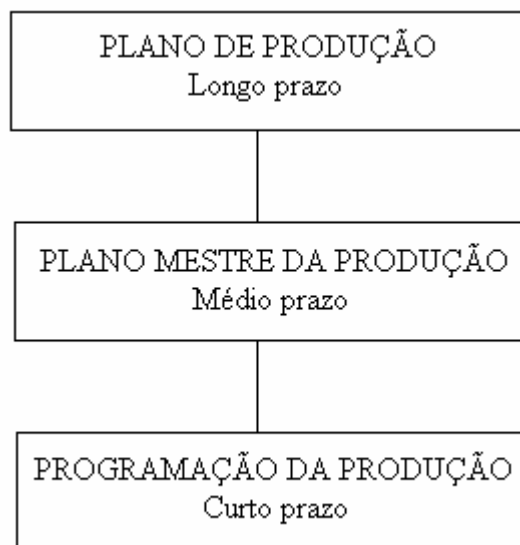 PLANO DE PRODUÇÃO
Longo prazo
PLANO MESTRE DA PRODUÇÃO
Médio prazo
PROGRAMAÇÃO DA PRODUÇÃO
Curto prazo